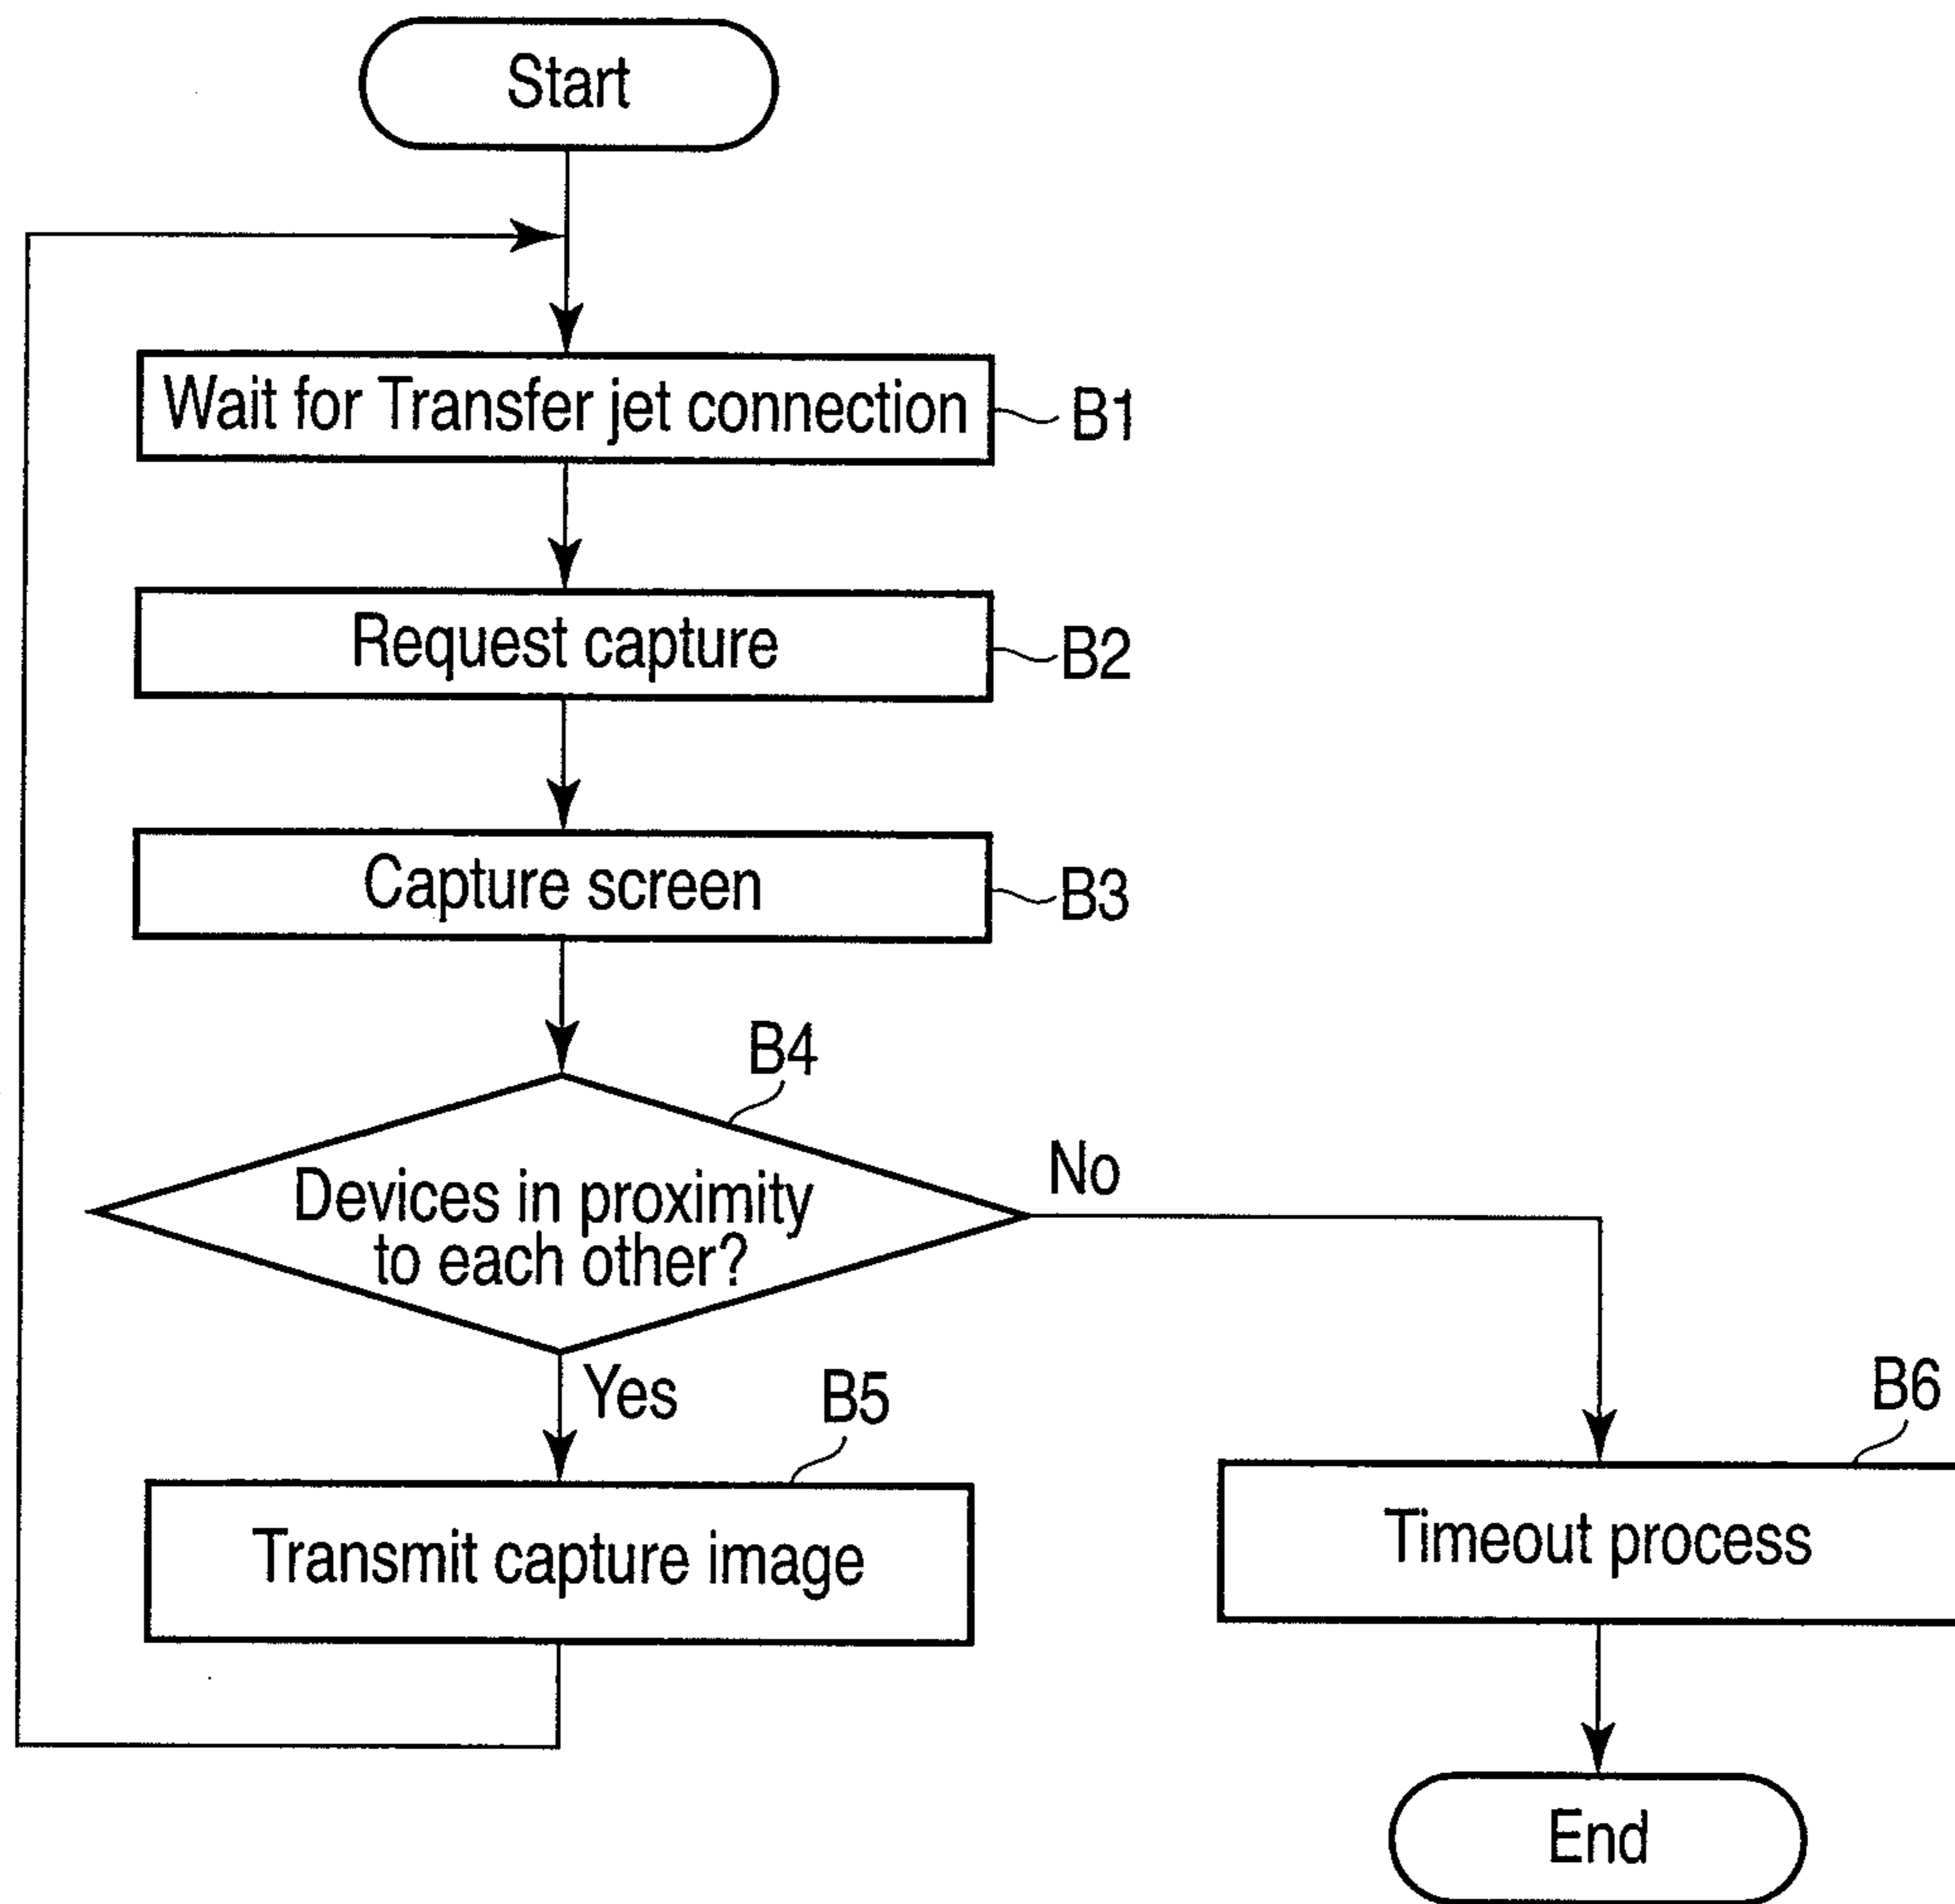 Start
Wait for Transfer jet connection
B1
Request capture
B2
Capture screen
B3
B4
Devices in proximity
to each other?
No
Yes
B5
Transmit capture image
B6
Timeout process
End